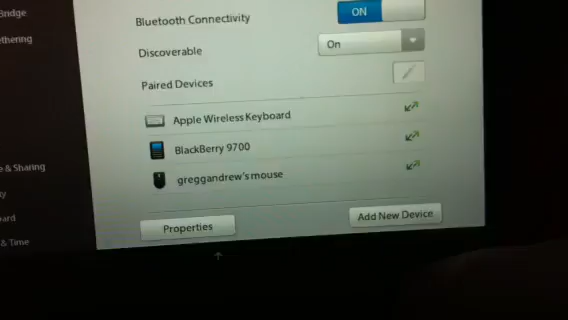 Bridge
Bluetooth Connectivity
ON
ethering
Discoverable
On
Paired Devices
Apple Wireless Keyboard
BlackBerry 9700
e & Sharing
greggandrew's mouse
ard
Properties
Add New Device
& Time